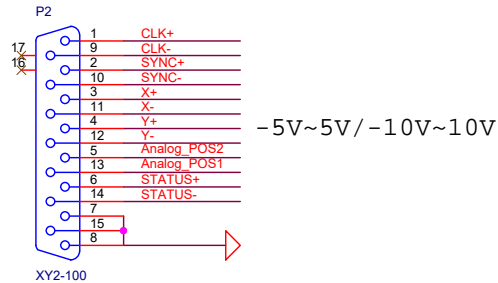 P2
17
16
1 CLK+
9 CLK-
2 SYNC+
10 SYNC-
3 X+
11 X-
4 Y+
12 Y-
5 Analog_POS2
13 Analog_POS1
6 STATUS+
14 STATUS-
7
15
8
-5V~5V/-10V~10V
XY2-100